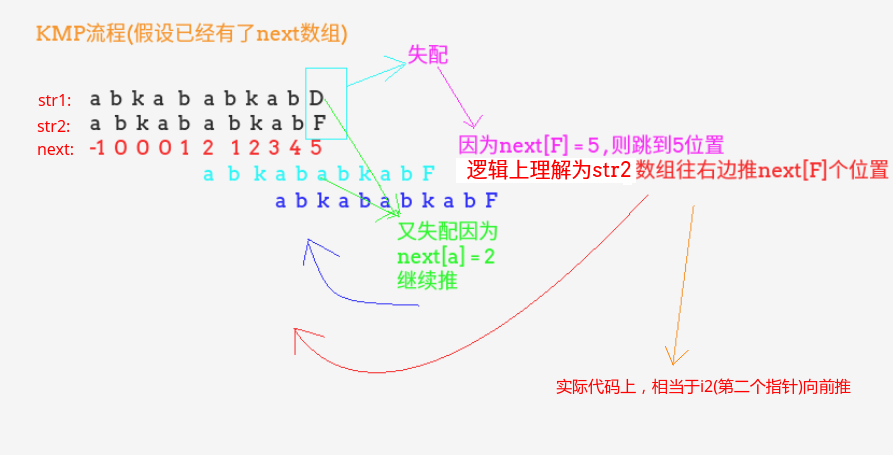 KMP流程(假设已经有了next数组)
失配
str1: a b k a b a b k a b D
str2: a b k a b a b k a b F
next: -1 0 0 0 1 2 1 2 3 4 5
因为next[F] = 5 , 则跳到5位置
逻辑上理解为str2 数组往右边推next[F]个位置
a b k a b a b k a b F
a b k a b a b k a b F
又失配因为
next[a] = 2
继续推
实际代码上，相当于i2(第二个指针)向前推